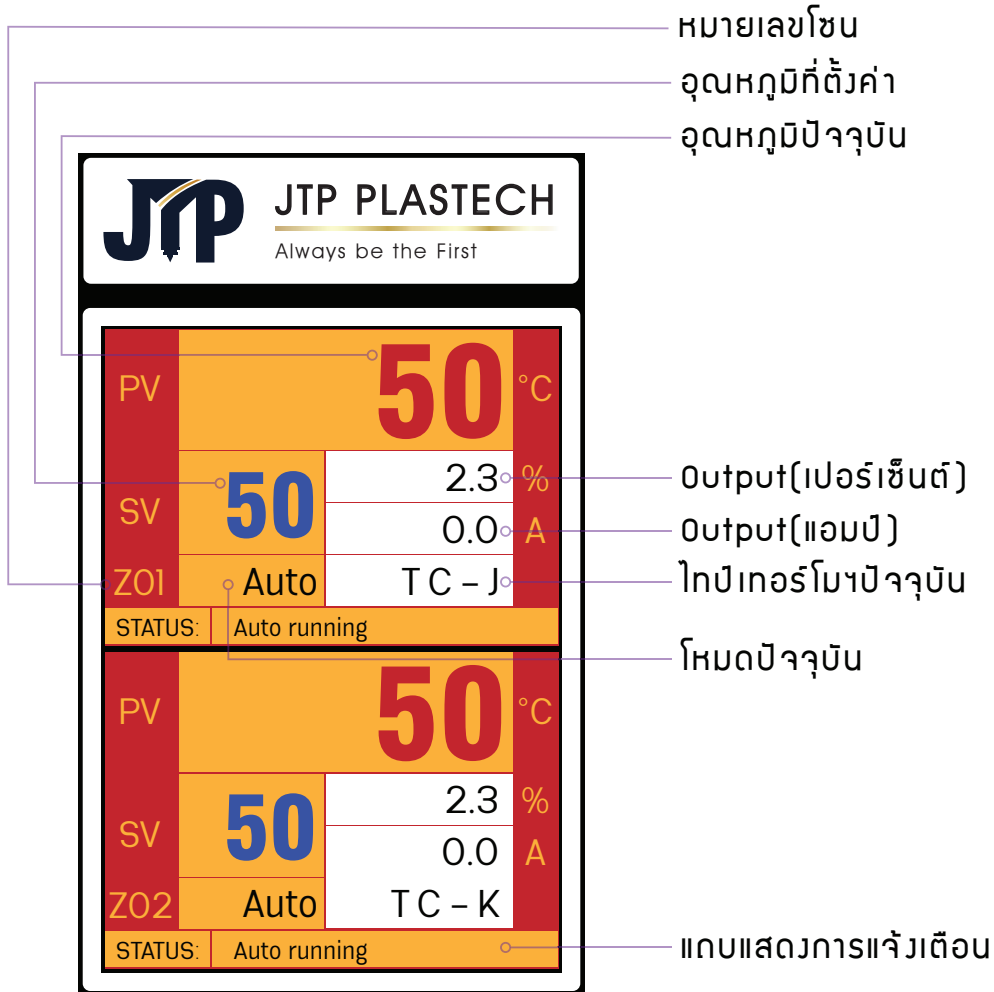 หมายเลขโซน
อุณหภูมิที่ตั้งค่า
อุณหภูมิปัจจุบัน
JTP
JTP PLASTECH
Always be the First
PV 50 °C
2.3 % Output(เปอร์เซ็นต์)
SV 50
0.0 A Output(แอมป์)
Z01 Auto TC-J ไทป์เทอร์โมฯปัจจุบัน
STATUS: Auto running
โหมดปัจจุบัน
PV 50 °C
2.3 %
SV 50
0.0 A
Z02 Auto TC-K
STATUS: Auto running แถบแสดงการแจ้งเตือน